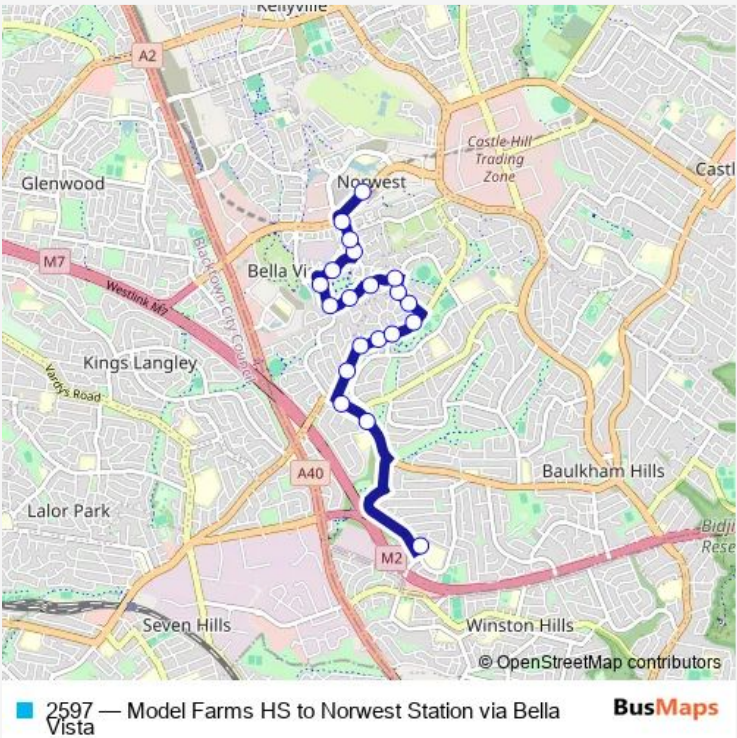 Kellyville
A2
Castle-Hill
Trading
Zone
Castl
Glenwood
Norwest
M7
Westlink M7
Bella Vi
Blacktown City Council
Kings Langley
Vardys Road
A40
Baulkham Hills
Lalor Park
Bidji
Rese
M2
Seven Hills
Winston Hills
© OpenStreetMap contributors
2597 — Model Farms HS to Norwest Station via Bella
Vista
BusMaps